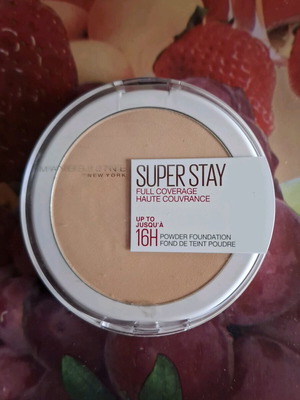 NEW YORK
SUPER STAY
FULL COVERAGE
HAUTE COUVRANCE
UP TO
JUSQU'À
16H POWDER FOUNDATION
FOND DE TEINT POUDRE